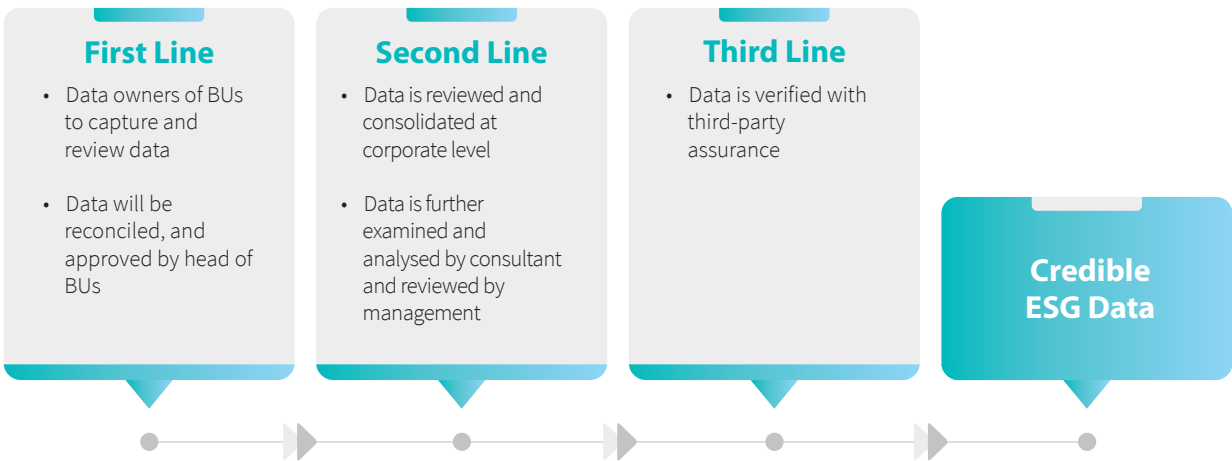 First Line
• Data owners of BUs
to capture and
review data
• Data will be
reconciled, and
approved by head of
BUs
Second Line
• Data is reviewed and
consolidated at
corporate level
• Data is further
examined and
analysed by consultant
and reviewed by
management
Third Line
• Data is verified with
third-party
assurance
Credible
ESG Data